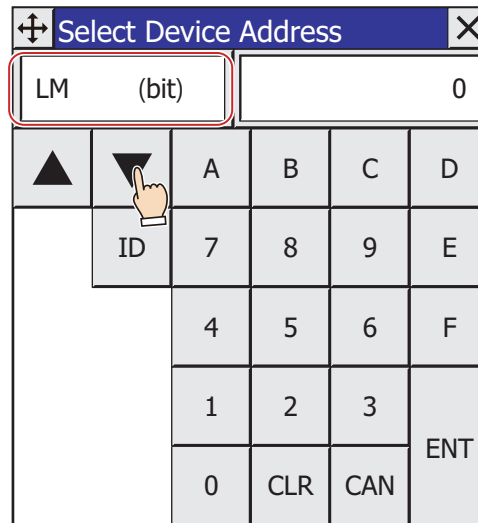 Select Device Address
LM (bit) 0
A B C D
ID 7 8 9 E
4 5 6 F
1 2 3
ENT
0 CLR CAN